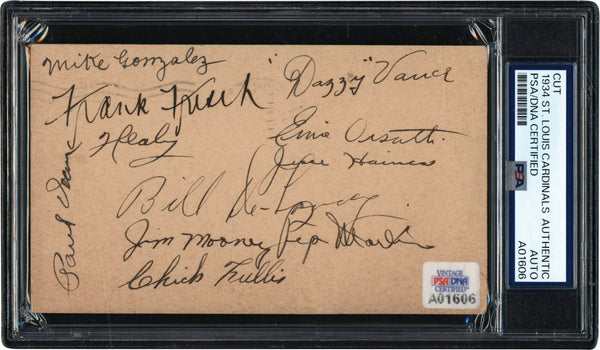 Mike Gonzalez
Frank Frisch
"Dazzy" Vance
Healy
Ernie Orsatti
Jesse Haines
Paul Dean
Bill DeLancey
Jim Mooney
Pep Martin
Chick Fullis
VINTAGE
PSA/DNA
CERTIFIED
A01606
CUT
1934 ST. LOUIS CARDINALS AUTHENTIC
PSA/DNA CERTIFIED AUTO
A01606
PSA